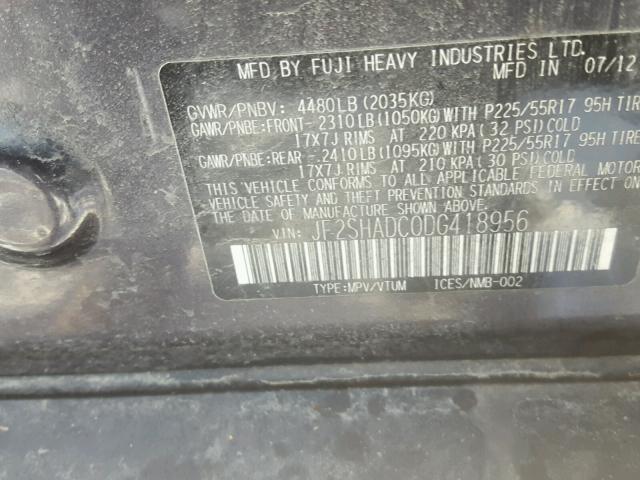 MFD BY FUJI HEAVY INDUSTRIES LTD.
MFD IN 07/12
GVWR/PNBV: 4480LB (2035KG)
GAWR/PNBE:FRONT-2310LB(1050KG)WITH P225/55R17 95H TIRE
17X7J RIMS AT 220 KPA (32 PSI)COLD
GAWR/PNBE:REAR -2410LB(1095KG)WITH P225/55R17 95H TIRE
17X7J RIMS AT 210 KPA (30 PSI)COLD
THIS VEHICLE CONFORMS TO ALL APPLICABLE FEDERAL MOTOR
VEHICLE SAFETY AND THEFT PREVENTION STANDARDS IN EFFECT ON
THE DATE OF MANUFACTURE SHOWN ABOVE.
VIN: JF2SHADC0DG418956
TYPE:MPV/VTUM ICES/NMB-002